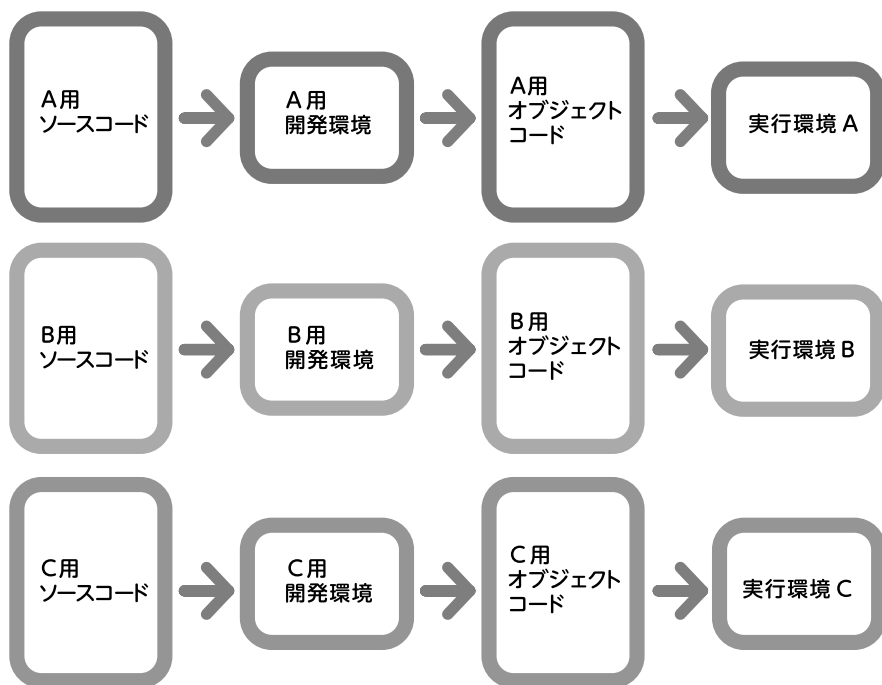 A用
ソースコード
A用
開発環境
A用
オブジェクト
コード
実行環境 A
B用
ソースコード
B用
開発環境
B用
オブジェクト
コード
実行環境 B
C用
ソースコード
C用
開発環境
C用
オブジェクト
コード
実行環境 C